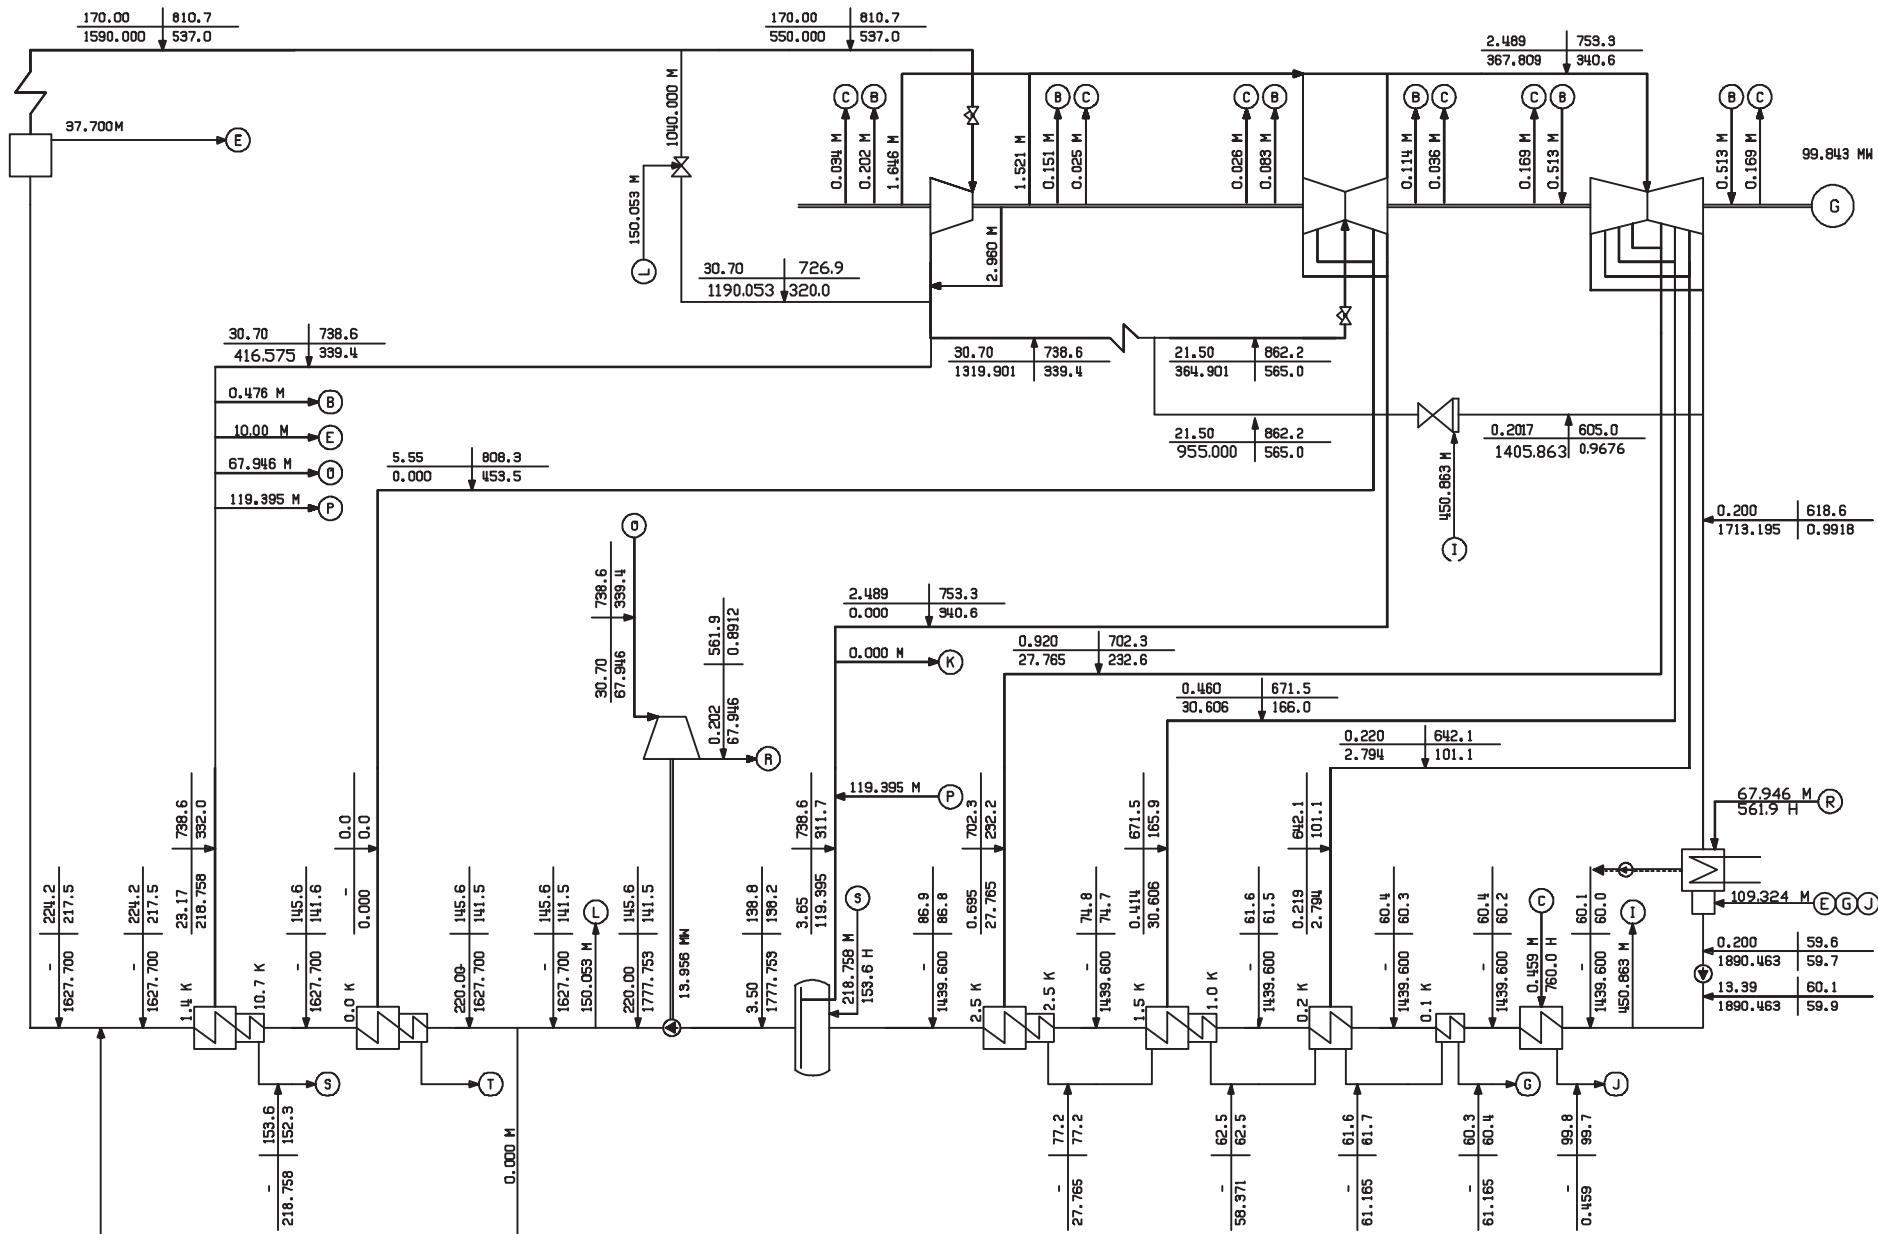 170.00 810.7
1590.000 537.0
170.00 810.7
550.000 537.0
2.489 753.3
367.809 340.6
37.700M
E
1040.000 M
150.053 M
L
C
B
0.034 M
0.202 M
1.646 M
1.521 M
B
C
0.151 M
0.025 M
C
B
0.026 M
0.083 M
B
C
0.114 M
0.036 M
C
B
0.169 M
0.513 M
B
C
0.513 M
0.169 M
99.843 MW
G
2.960 M
30.70 726.9
1190.053 320.0
30.70 738.6
416.575 339.4
30.70 738.6
1319.901 339.4
21.50 862.2
364.901 565.0
21.50 862.2
955.000 565.0
0.2017 605.0
1405.863 0.9676
450.863 M
I
0.476 M
B
10.00 M
E
67.946 M
O
119.395 M
P
5.55 808.3
0.000 453.5
0.200 618.6
1713.195 0.9918
O
738.6
339.4
30.70
67.946
561.9
0.8912
0.202
67.946
R
2.489 753.3
0.000 340.6
0.000 M
K
0.920 702.3
27.765 232.6
0.460 671.5
30.606 166.0
0.220 642.1
2.794 101.1
119.395 M
P
67.946 M
561.9 H
R
109.324 M
E
G
J
0.200 59.6
1890.463 59.7
13.39 60.1
1890.463 59.9
224.2
217.5
-
1627.700
224.2
217.5
-
1627.700
738.6
332.0
23.17
218.758
1.4 K
10.7 K
145.6
141.6
-
1627.700
0.0
0.0
-
0.000
0.0 K
145.6
141.5
220.00
1627.700
145.6
141.5
-
1627.700
L
150.053 M
145.6
141.5
220.00
1777.753
13.956 MW
138.8
138.2
3.50
1777.753
738.6
311.7
3.65
119.395
S
218.758 M
153.6 H
86.9
86.8
-
1439.600
702.3
232.2
0.695
27.765
2.5 K
2.5 K
74.8
74.7
-
1439.600
671.5
165.9
0.414
30.606
1.5 K
1.0 K
61.6
61.5
-
1439.600
642.1
101.1
0.219
2.794
0.2 K
60.4
60.3
-
1439.600
0.1 K
60.4
60.2
-
1439.600
C
0.459 M
760.0 H
60.1
60.0
-
1439.600
I
450.863 M
S
T
G
J
153.6
152.3
-
218.758
0.000 M
77.2
77.2
-
27.765
62.5
62.5
-
58.371
61.6
61.7
-
61.165
60.3
60.4
-
61.165
99.8
99.7
-
0.459